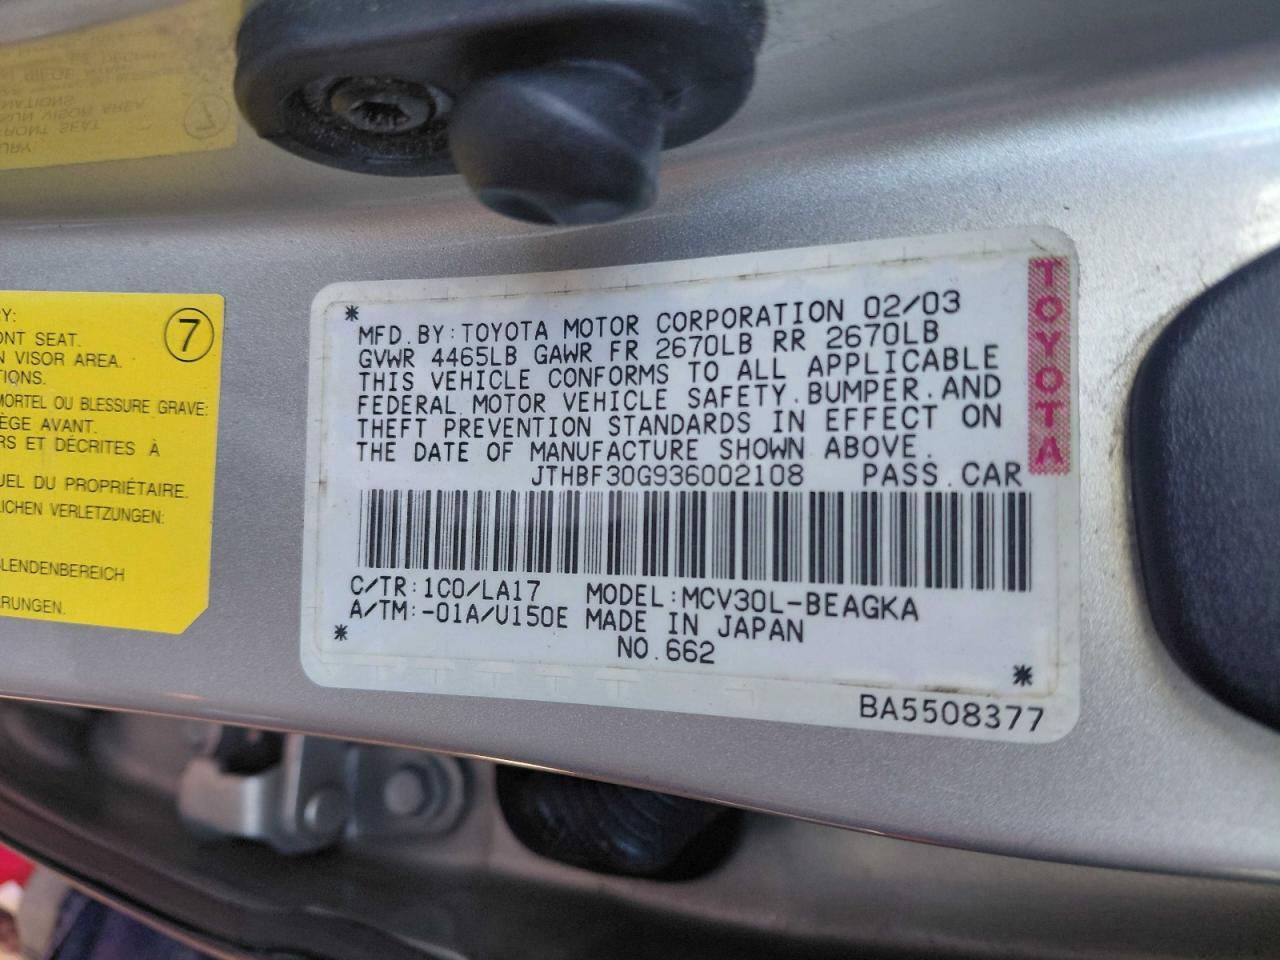 RY:
ONT SEAT.
N VISOR AREA.
TIONS.
MORTEL OU BLESSURE GRAVE:
ÈGE AVANT.
RS ET DÉCRITES À
UEL DU PROPRIÉTAIRE.
LICHEN VERLETZUNGEN:
BLENDENBEREICH
RUNGEN.
7
* MFD. BY: TOYOTA MOTOR CORPORATION 02/03
GVWR 4465LB GAWR FR 2670LB RR 2670LB
THIS VEHICLE CONFORMS TO ALL APPLICABLE
FEDERAL MOTOR VEHICLE SAFETY. BUMPER. AND
THEFT PREVENTION STANDARDS IN EFFECT ON
THE DATE OF MANUFACTURE SHOWN ABOVE.
JTHBF30G936002108 PASS. CAR
C/TR: 1C0/LA17 MODEL: MCV30L-BEAGKA
A/TM: -01A/U150E MADE IN JAPAN
* NO. 662 *
BA5508377
TOYOTA